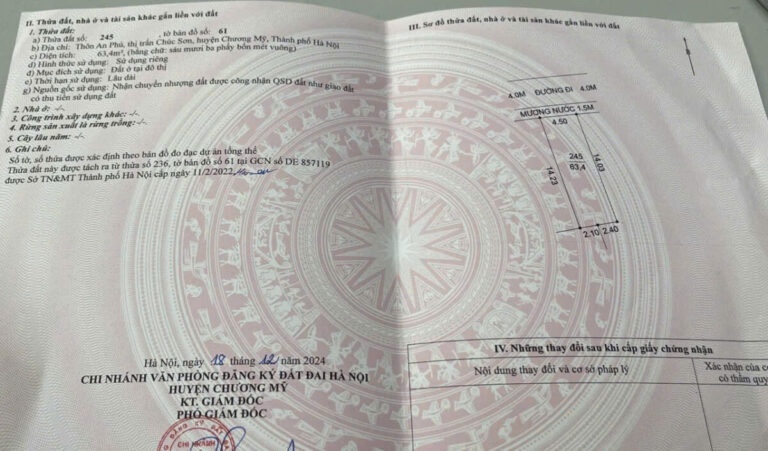 II. Thửa đất, nhà ở và tài sản khác gắn liền với đất
1. Thửa đất:
a) Thửa đất số: 245 , tờ bản đồ số: 61
b) Địa chỉ: Thôn An Phú, thị trấn Chúc Sơn, huyện Chương Mỹ, Thành phố Hà Nội
c) Diện tích: 63,4m², (bằng chữ: sáu mươi ba phẩy bốn mét vuông)
d) Hình thức sử dụng: Sử dụng riêng
đ) Mục đích sử dụng: Đất ở tại đô thị
e) Thời hạn sử dụng: Lâu dài
g) Nguồn gốc sử dụng: Nhận chuyển nhượng đất được công nhận QSD đất như giao đất
có thu tiền sử dụng đất
2. Nhà ở: -/-
3. Công trình xây dựng khác: -/-
4. Rừng sản xuất là rừng trồng: -/-
5. Cây lâu năm: -/-
6. Ghi chú:
Số tờ, số thửa được xác định theo bản đồ đo đạc dự án tổng thể
Thửa đất này được tách ra từ thửa số 236, tờ bản đồ số 61 tại GCN số DE 857119
được Sở TN&MT Thành phố Hà Nội cấp ngày 11/2/2022
Hà Nội, ngày 18 tháng 12 năm 2024
CHI NHÁNH VĂN PHÒNG ĐĂNG KÝ ĐẤT ĐAI HÀ NỘI
HUYỆN CHƯƠNG MỸ
KT. GIÁM ĐỐC
PHÓ GIÁM ĐỐC
CHI NHÁNH
III. Sơ đồ thửa đất, nhà ở và tài sản khác gắn liền với đất
4.0M ĐƯỜNG ĐI 4.0M
MƯƠNG NƯỚC 1.5M
4.50
245
63,4
14.23
14.03
2.10 2.40
IV. Những thay đổi sau khi cấp giấy chứng nhận
Nội dung thay đổi và cơ sở pháp lý
Xác nhận của c
có thẩm quy